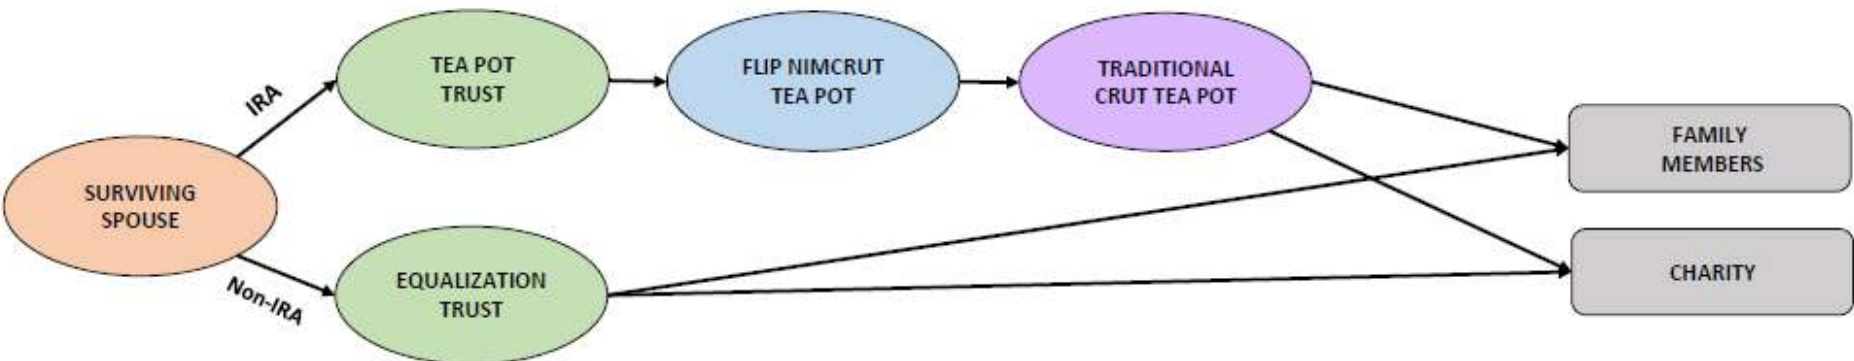 IRA
TEA POT
TRUST
FLIP NIMCRUT
TEA POT
TRADITIONAL
CRUT TEA POT
FAMILY
MEMBERS
SURVIVING
SPOUSE
Non-IRA
EQUALIZATION
TRUST
CHARITY